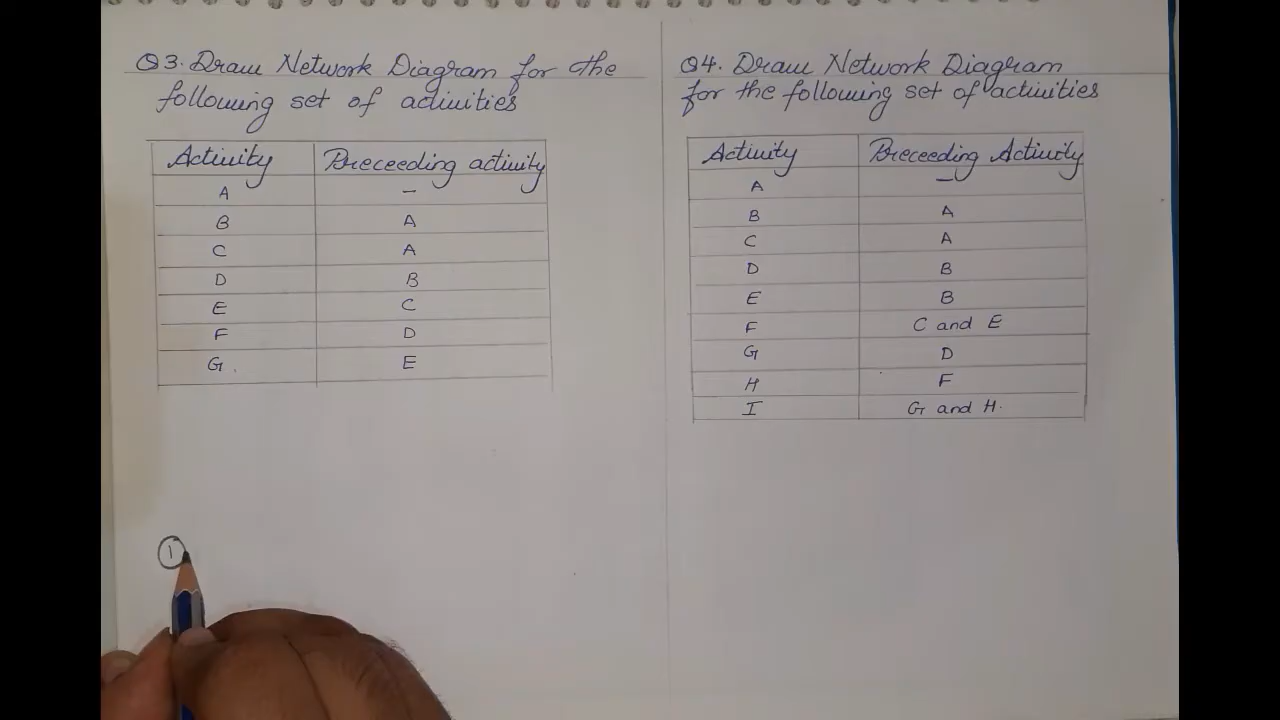 Q3. Draw Network Diagram for the
following set of activities
Activity Preceeding activity
A –
B A
C A
D B
E C
F D
G. E
1
Q4. Draw Network Diagram
for the following set of activities
Activity Preceeding Activity
A –
B A
C A
D B
E B
F C and E
G D
H F
I G and H.